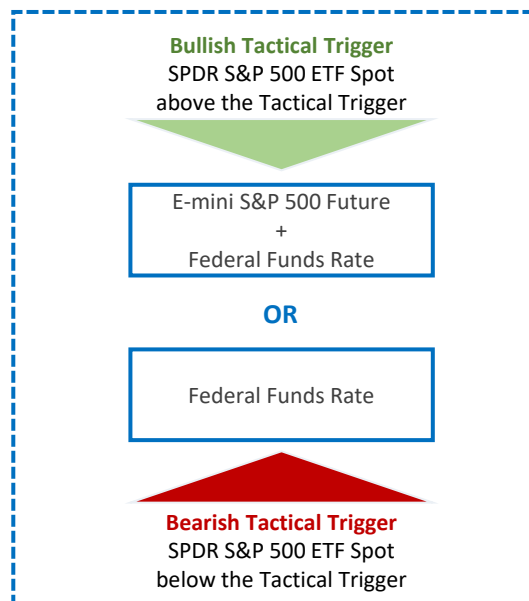 Bullish Tactical Trigger
SPDR S&P 500 ETF Spot
above the Tactical Trigger
E-mini S&P 500 Future
+
Federal Funds Rate
OR
Federal Funds Rate
Bearish Tactical Trigger
SPDR S&P 500 ETF Spot
below the Tactical Trigger